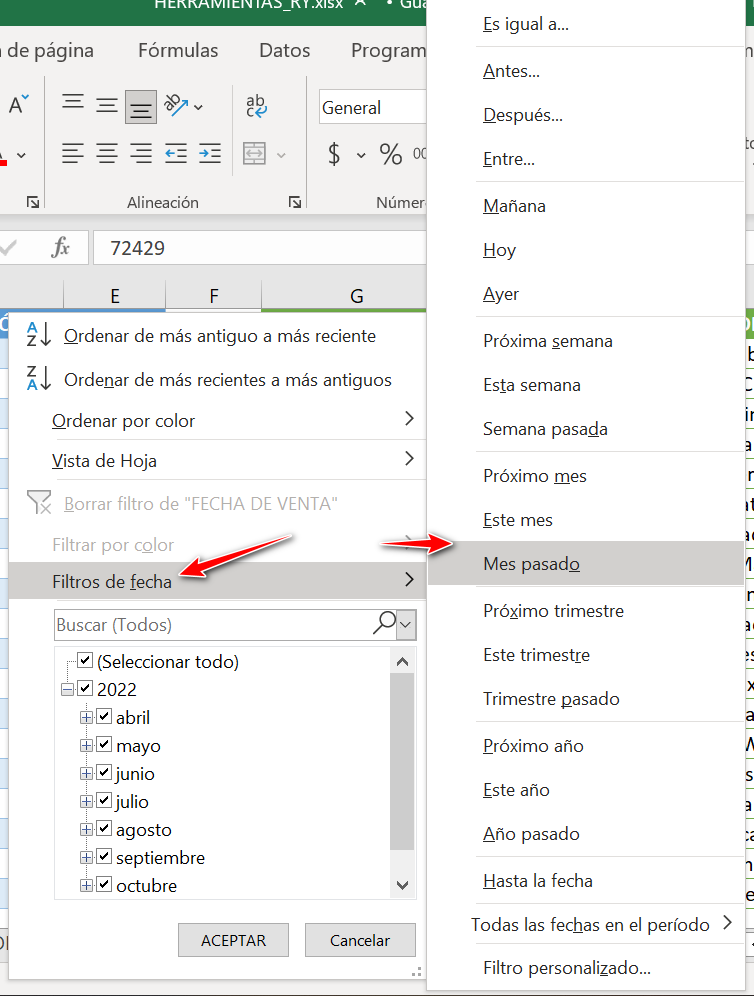 HERRAMIENTAS_RY.xlsx
de página Fórmulas Datos Program
General
$ %
Alineación Númer
fx 72429
E F G
Ordenar de más antiguo a más reciente
Ordenar de más recientes a más antiguos
Ordenar por color
Vista de Hoja
Borrar filtro de "FECHA DE VENTA"
Filtrar por color
Filtros de fecha
Buscar (Todos)
(Seleccionar todo)
2022
abril
mayo
junio
julio
agosto
septiembre
octubre
ACEPTAR Cancelar
Es igual a...
Antes...
Después...
Entre...
Mañana
Hoy
Ayer
Próxima semana
Esta semana
Semana pasada
Próximo mes
Este mes
Mes pasado
Próximo trimestre
Este trimestre
Trimestre pasado
Próximo año
Este año
Año pasado
Hasta la fecha
Todas las fechas en el período
Filtro personalizado...